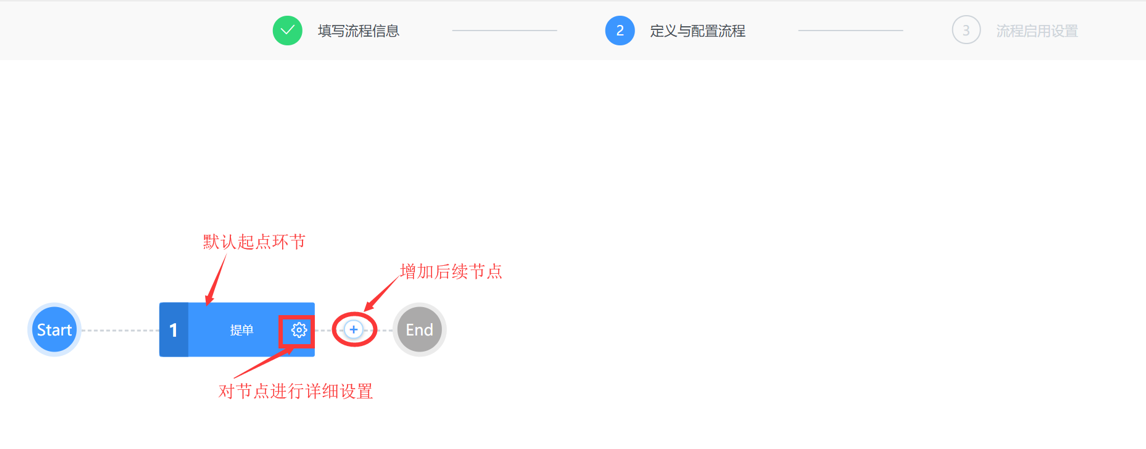 填写流程信息
2
定义与配置流程
3
流程启用设置
默认起点环节
增加后续节点
Start
1
提单
End
对节点进行详细设置